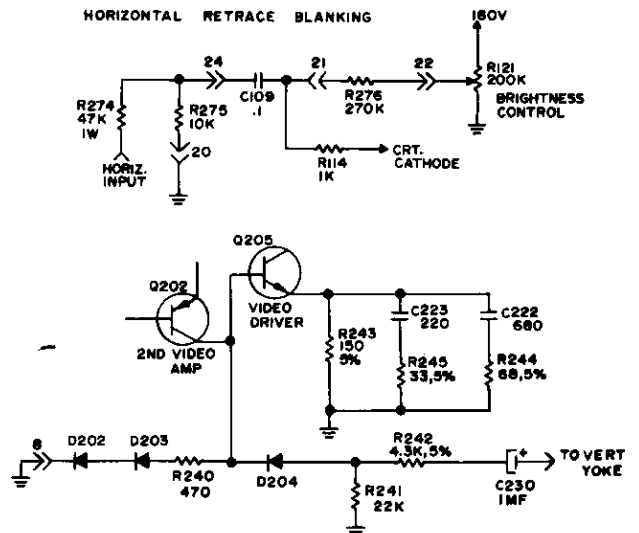 HORIZONTAL RETRACE BLANKING
160V
24
21
22
R121
200K
BRIGHTNESS
CONTROL
C109
.1
R276
270K
R274
47K
1W
R275
10K
20
HORIZ.
INPUT
R114
1K
CRT.
CATHODE
Q205
Q202
VIDEO
DRIVER
2ND VIDEO
AMP
C223
220
C222
680
R243
150
5%
R245
33,5%
R244
68,5%
8
D202
D203
R240
470
D204
R242
4.3K,5%
R241
22K
+
C230
1MF
TO VERT
YOKE